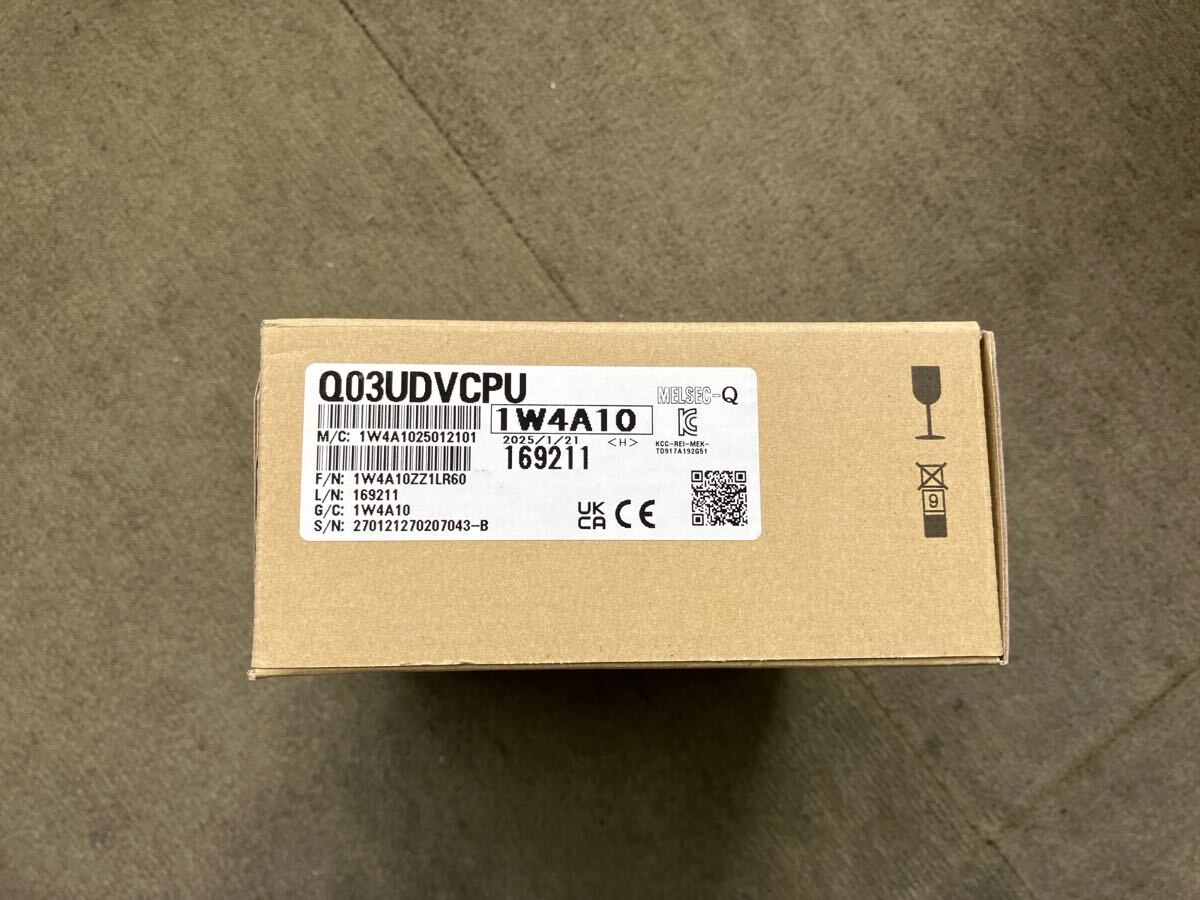 Q03UDVCPU
MELSEC-Q
1W4A10
M/C: 1W4A1025012101
2025/1/21 <H>
KCC-REI-MEK-
TD917A192G51
169211
F/N: 1W4A10ZZ1LR60
L/N: 169211
G/C: 1W4A10
S/N: 270121270207043-B
UK
CA CE
9